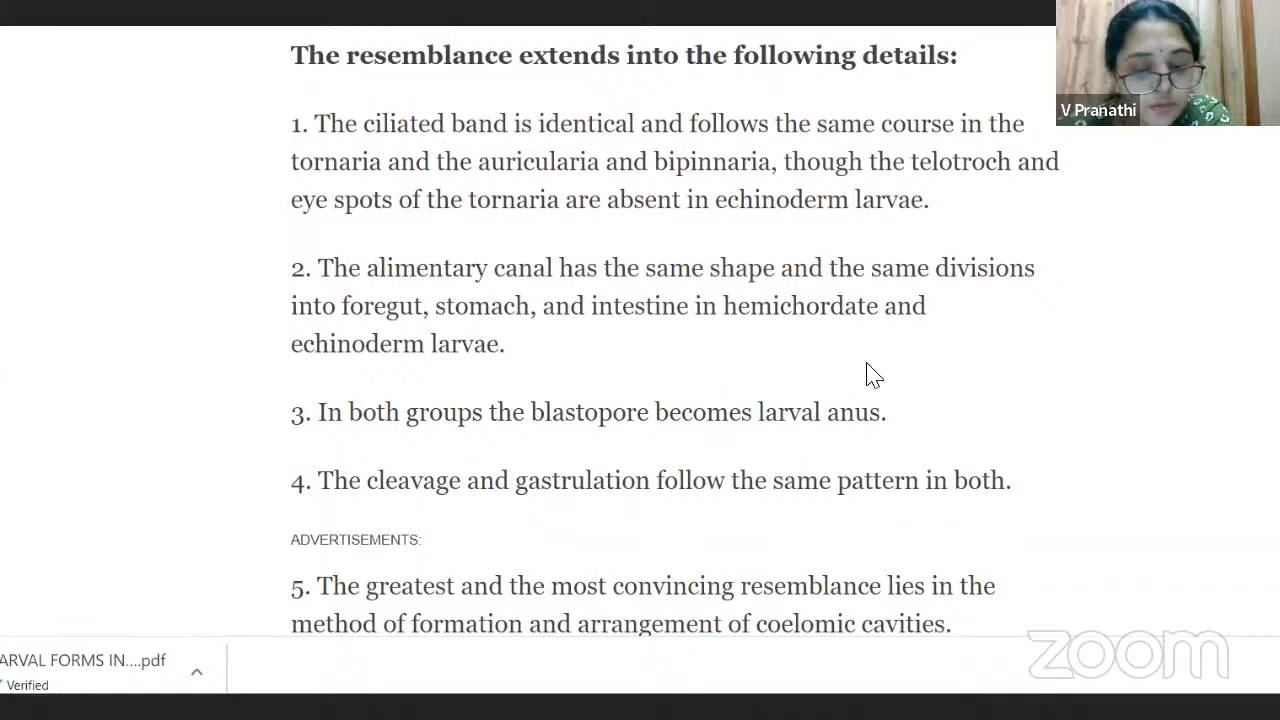 The resemblance extends into the following details:
V Pranathi
1. The ciliated band is identical and follows the same course in the
tornaria and the auricularia and bipinnaria, though the telotroch and
eye spots of the tornaria are absent in echinoderm larvae.
2. The alimentary canal has the same shape and the same divisions
into foregut, stomach, and intestine in hemichordate and
echinoderm larvae.
3. In both groups the blastopore becomes larval anus.
4. The cleavage and gastrulation follow the same pattern in both.
ADVERTISEMENTS:
5. The greatest and the most convincing resemblance lies in the
method of formation and arrangement of coelomic cavities.
zoom
ARVAL FORMS IN....pdf
Verified